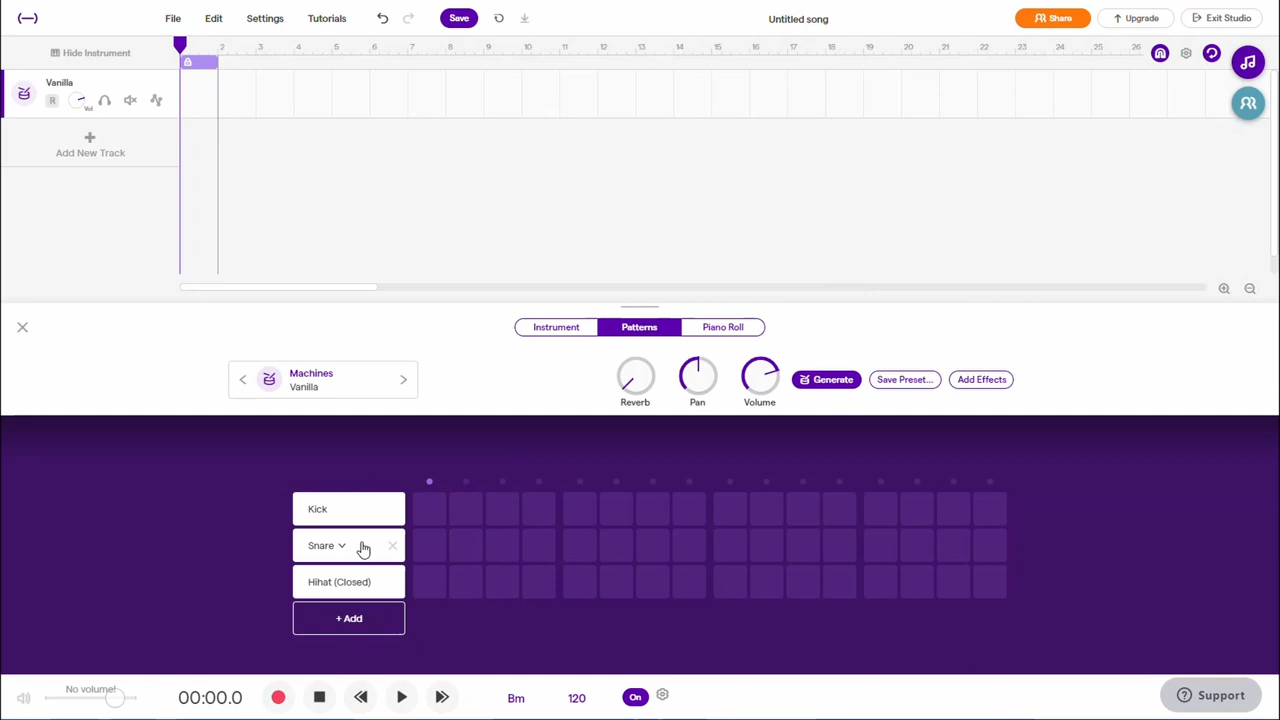 File Edit Settings Tutorials Save Untitled song Share Upgrade Exit Studio
Hide Instrument 2 3 4 5 6 7 8 9 10 11 12 13 14 15 16 17 18 19 20 21 22 23 24 25 26
Vanilla
R
Vol
Add New Track
Instrument Patterns Piano Roll
Machines
Vanilla
Generate Save Preset... Add Effects
Reverb Pan Volume
Kick
Snare
Hihat (Closed)
+ Add
No volume!
00:00.0 Bm 120 On Support